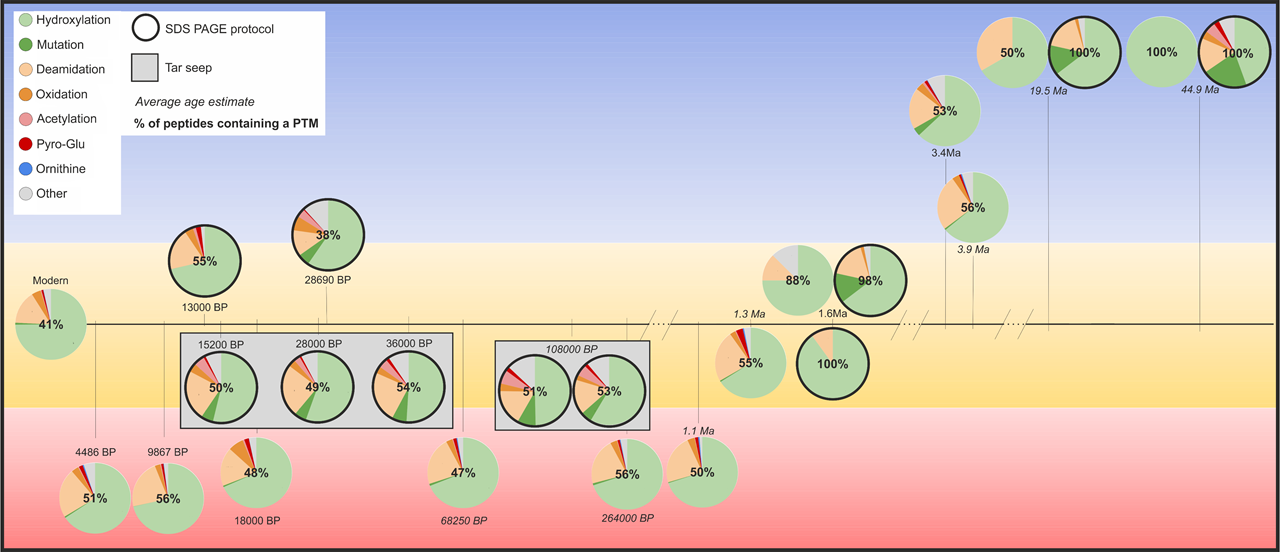 Hydroxylation
Mutation
Deamidation
Oxidation
Acetylation
Pyro-Glu
Ornithine
Other
SDS PAGE protocol
Tar seep
Average age estimate
% of peptides containing a PTM
50%
100%
100%
100%
19.5 Ma
44.9 Ma
53%
3.4Ma
56%
3.9 Ma
55%
13000 BP
38%
28690 BP
Modern
41%
88%
98%
1.3 Ma
1.6Ma
55%
100%
15200 BP
28000 BP
36000 BP
50%
49%
54%
108000 BP
51%
53%
4486 BP
9867 BP
51%
56%
48%
18000 BP
47%
68250 BP
56%
264000 BP
1.1 Ma
50%